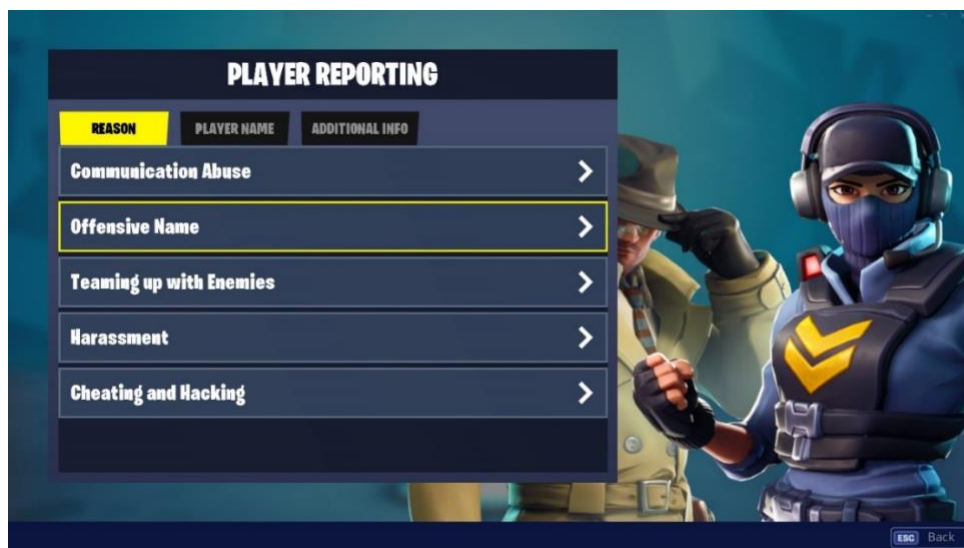 PLAYER REPORTING
REASON PLAYER NAME ADDITIONAL INFO
Communication Abuse
Offensive Name
Teaming up with Enemies
Harassment
Cheating and Hacking
ESC Back